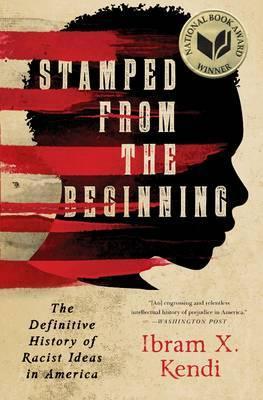 NATIONAL BOOK AWARD
WINNER
STAMPED
FROM
THE
BEGINNING
The
Definitive
History of
Racist Ideas
in America
"[An] engrossing and relentless
intellectual history of prejudice in America."
—WASHINGTON POST
Ibram X.
Kendi